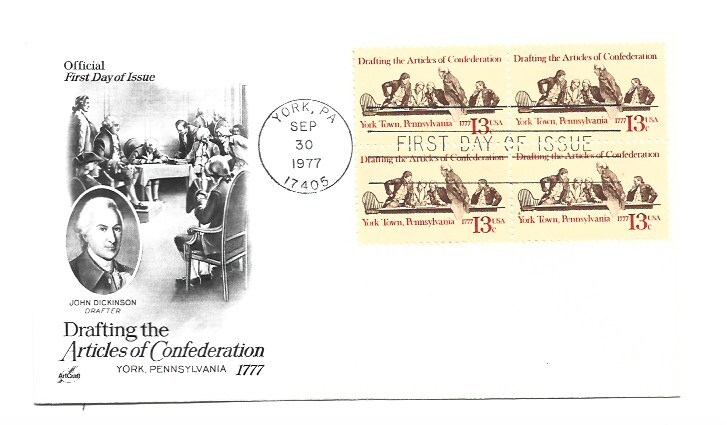 Official
First Day of Issue
JOHN DICKINSON
DRAFTER
Drafting the
Articles of Confederation
YORK, PENNSYLVANIA 1777
ArtCraft
YORK, PA
SEP
30
1977
17405
Drafting the Articles of Confederation
York Town, Pennsylvania 1777 13c USA
Drafting the Articles of Confederation
York Town, Pennsylvania 1777 13c USA
FIRST DAY OF ISSUE
Drafting the Articles of Confederation
York Town, Pennsylvania 1777 13c USA
Drafting the Articles of Confederation
York Town, Pennsylvania 1777 13c USA